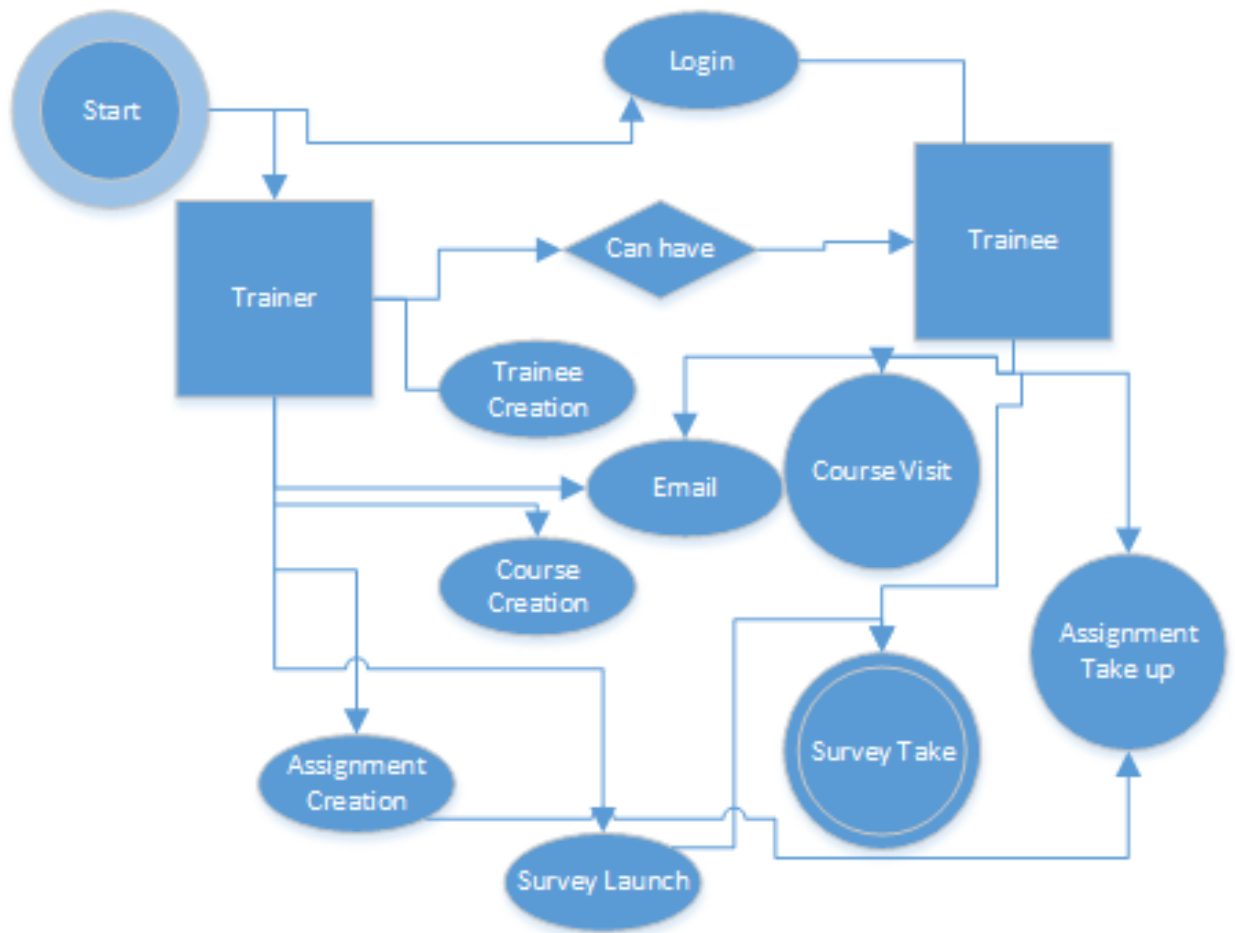 Login
Start
Can have
Trainee
Trainer
Trainee
Creation
Email
Course Visit
Course
Creation
Assignment
Take up
Survey Take
Assignment
Creation
Survey Launch